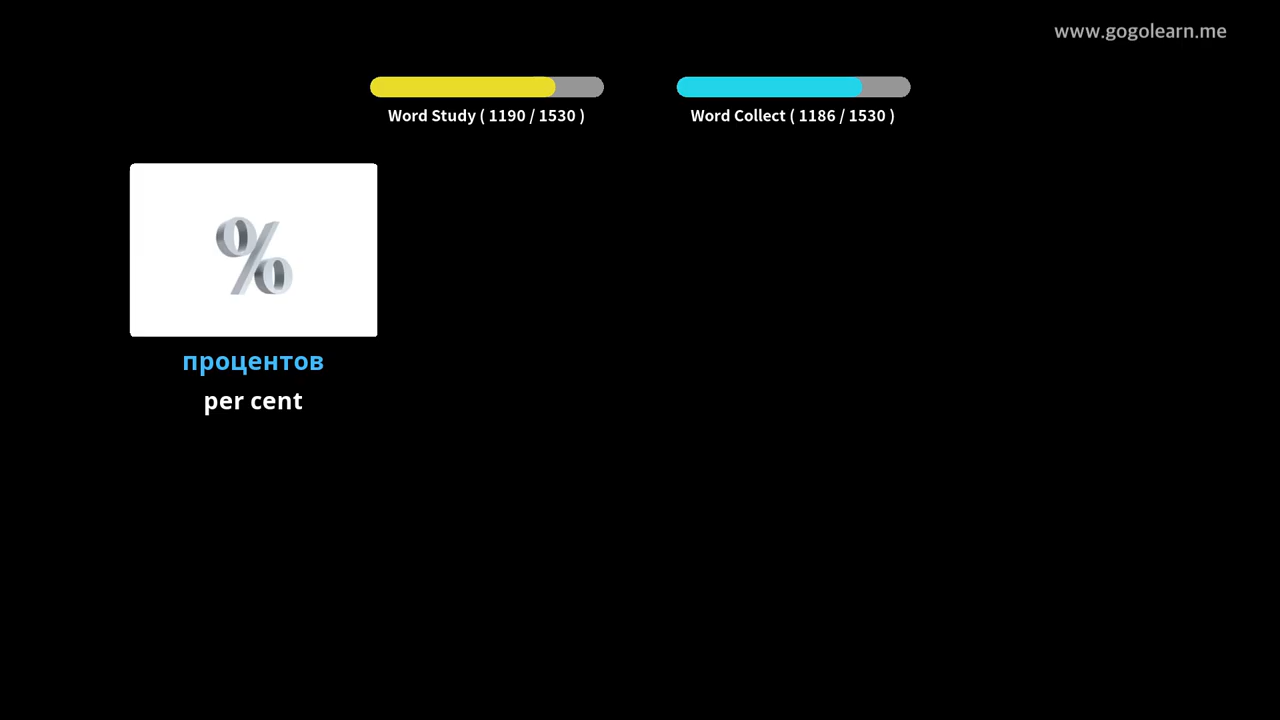 www.gogolearn.me
Word Study ( 1190 / 1530 )
Word Collect ( 1186 / 1530 )
%
процентов
per cent